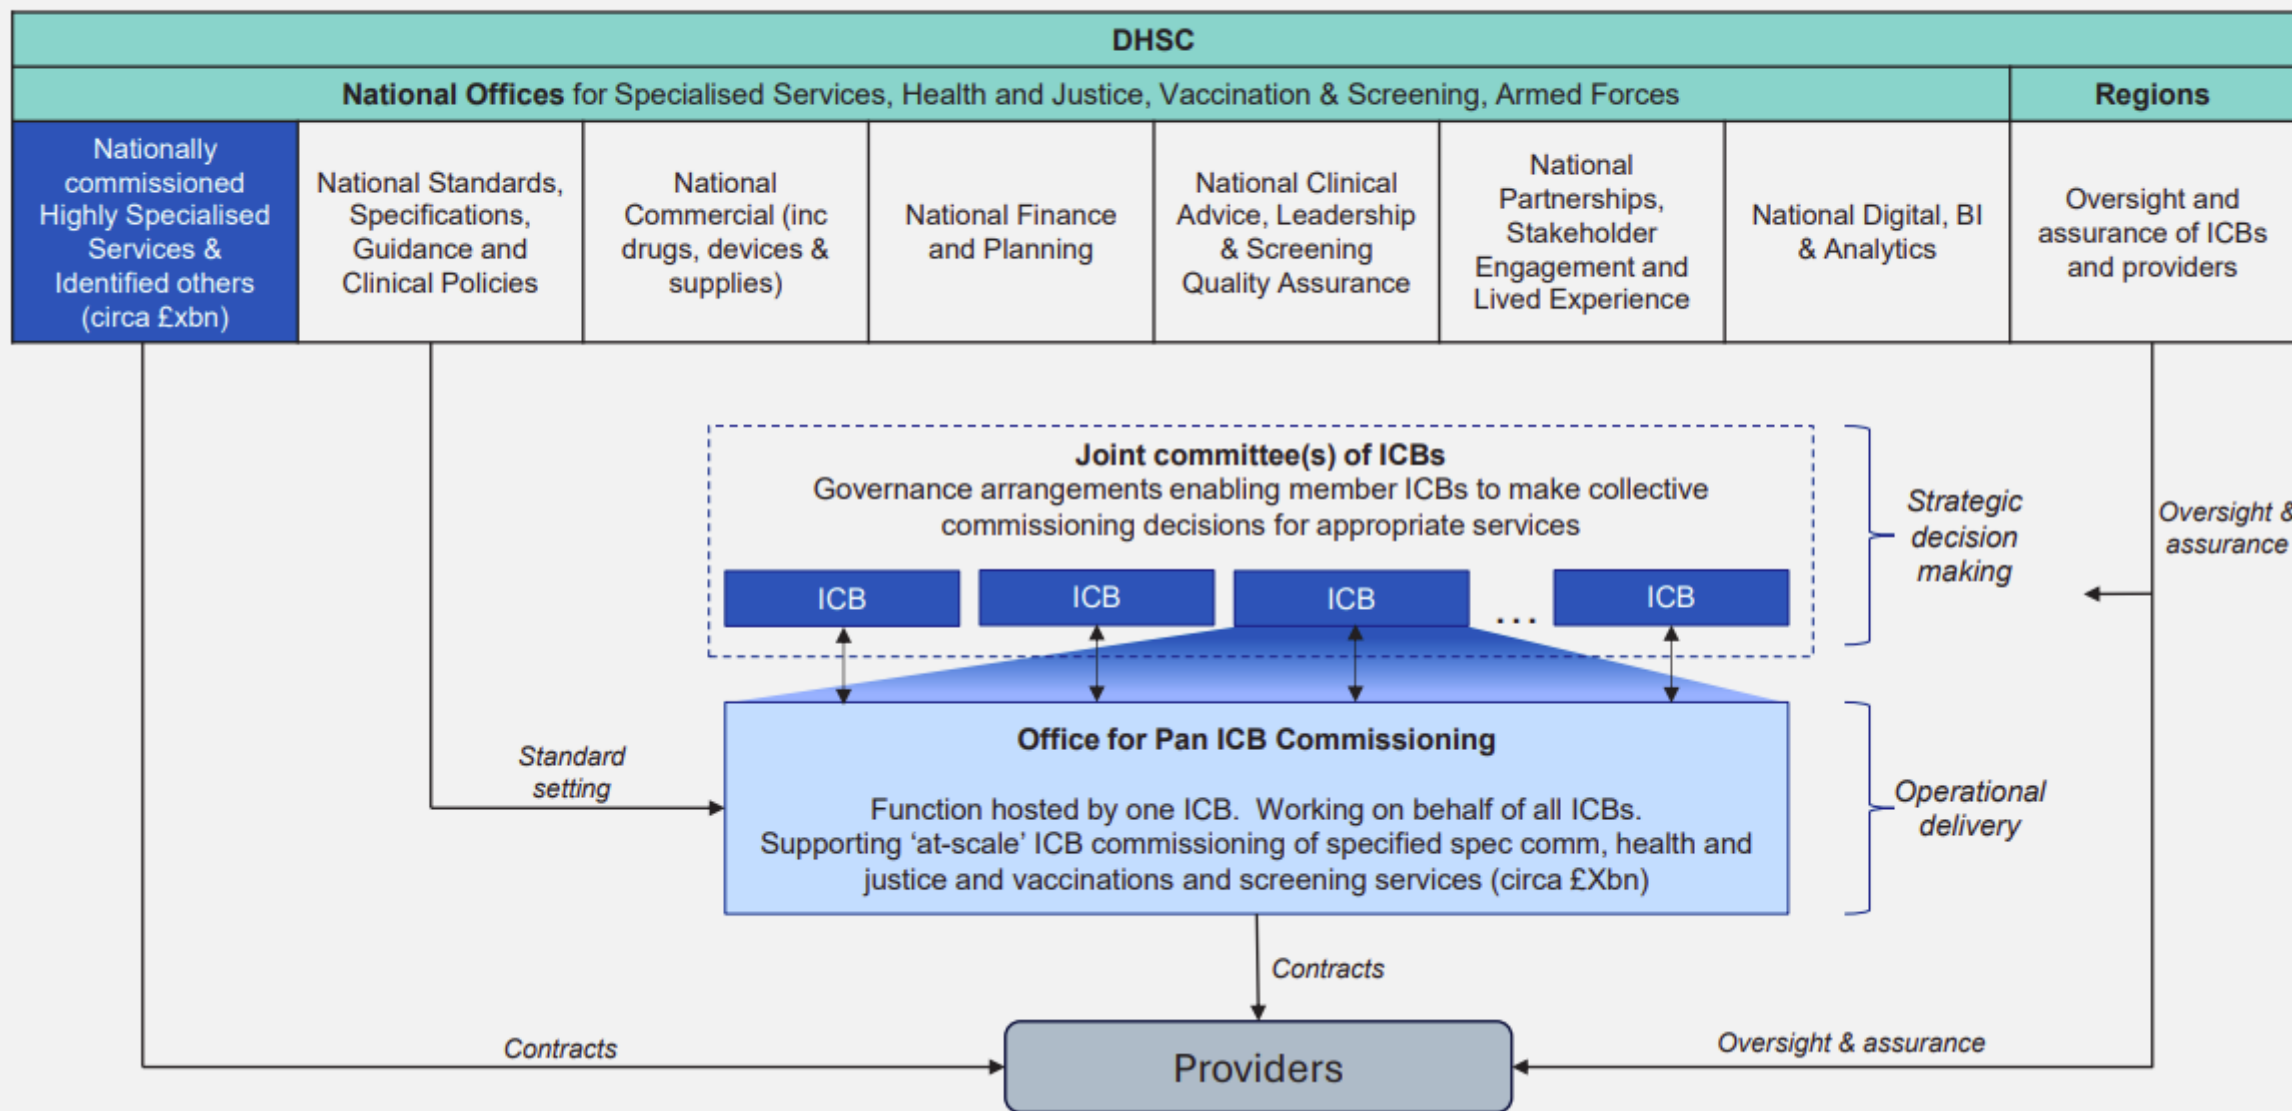 DHSC
National Offices for Specialised Services, Health and Justice, Vaccination & Screening, Armed Forces
Regions
Nationally
commissioned
Highly Specialised
Services &
Identified others
(circa £xbn)
National Standards,
Specifications,
Guidance and
Clinical Policies
National
Commercial (inc
drugs, devices &
supplies)
National Finance
and Planning
National Clinical
Advice, Leadership
& Screening
Quality Assurance
National
Partnerships,
Stakeholder
Engagement and
Lived Experience
National Digital, BI
& Analytics
Oversight and
assurance of ICBs
and providers
Joint committee(s) of ICBs
Governance arrangements enabling member ICBs to make collective
commissioning decisions for appropriate services
ICB
ICB
ICB
...
ICB
Strategic
decision
making
Oversight &
assurance
Standard
setting
Office for Pan ICB Commissioning
Function hosted by one ICB.  Working on behalf of all ICBs.
Supporting ‘at-scale’ ICB commissioning of specified spec comm, health and
justice and vaccinations and screening services (circa £Xbn)
Operational
delivery
Contracts
Contracts
Oversight & assurance
Providers